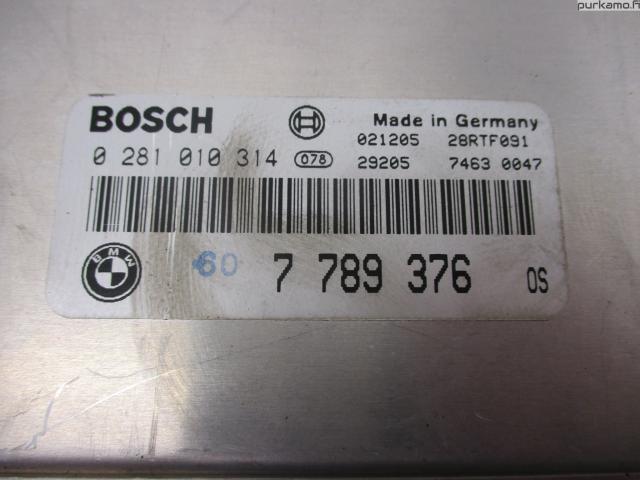 purkamo.fi
BOSCH
Made in Germany
0 281 010 314 078
021205 28RTF091
29205 7463 0047
BMW
60 7 789 376 OS